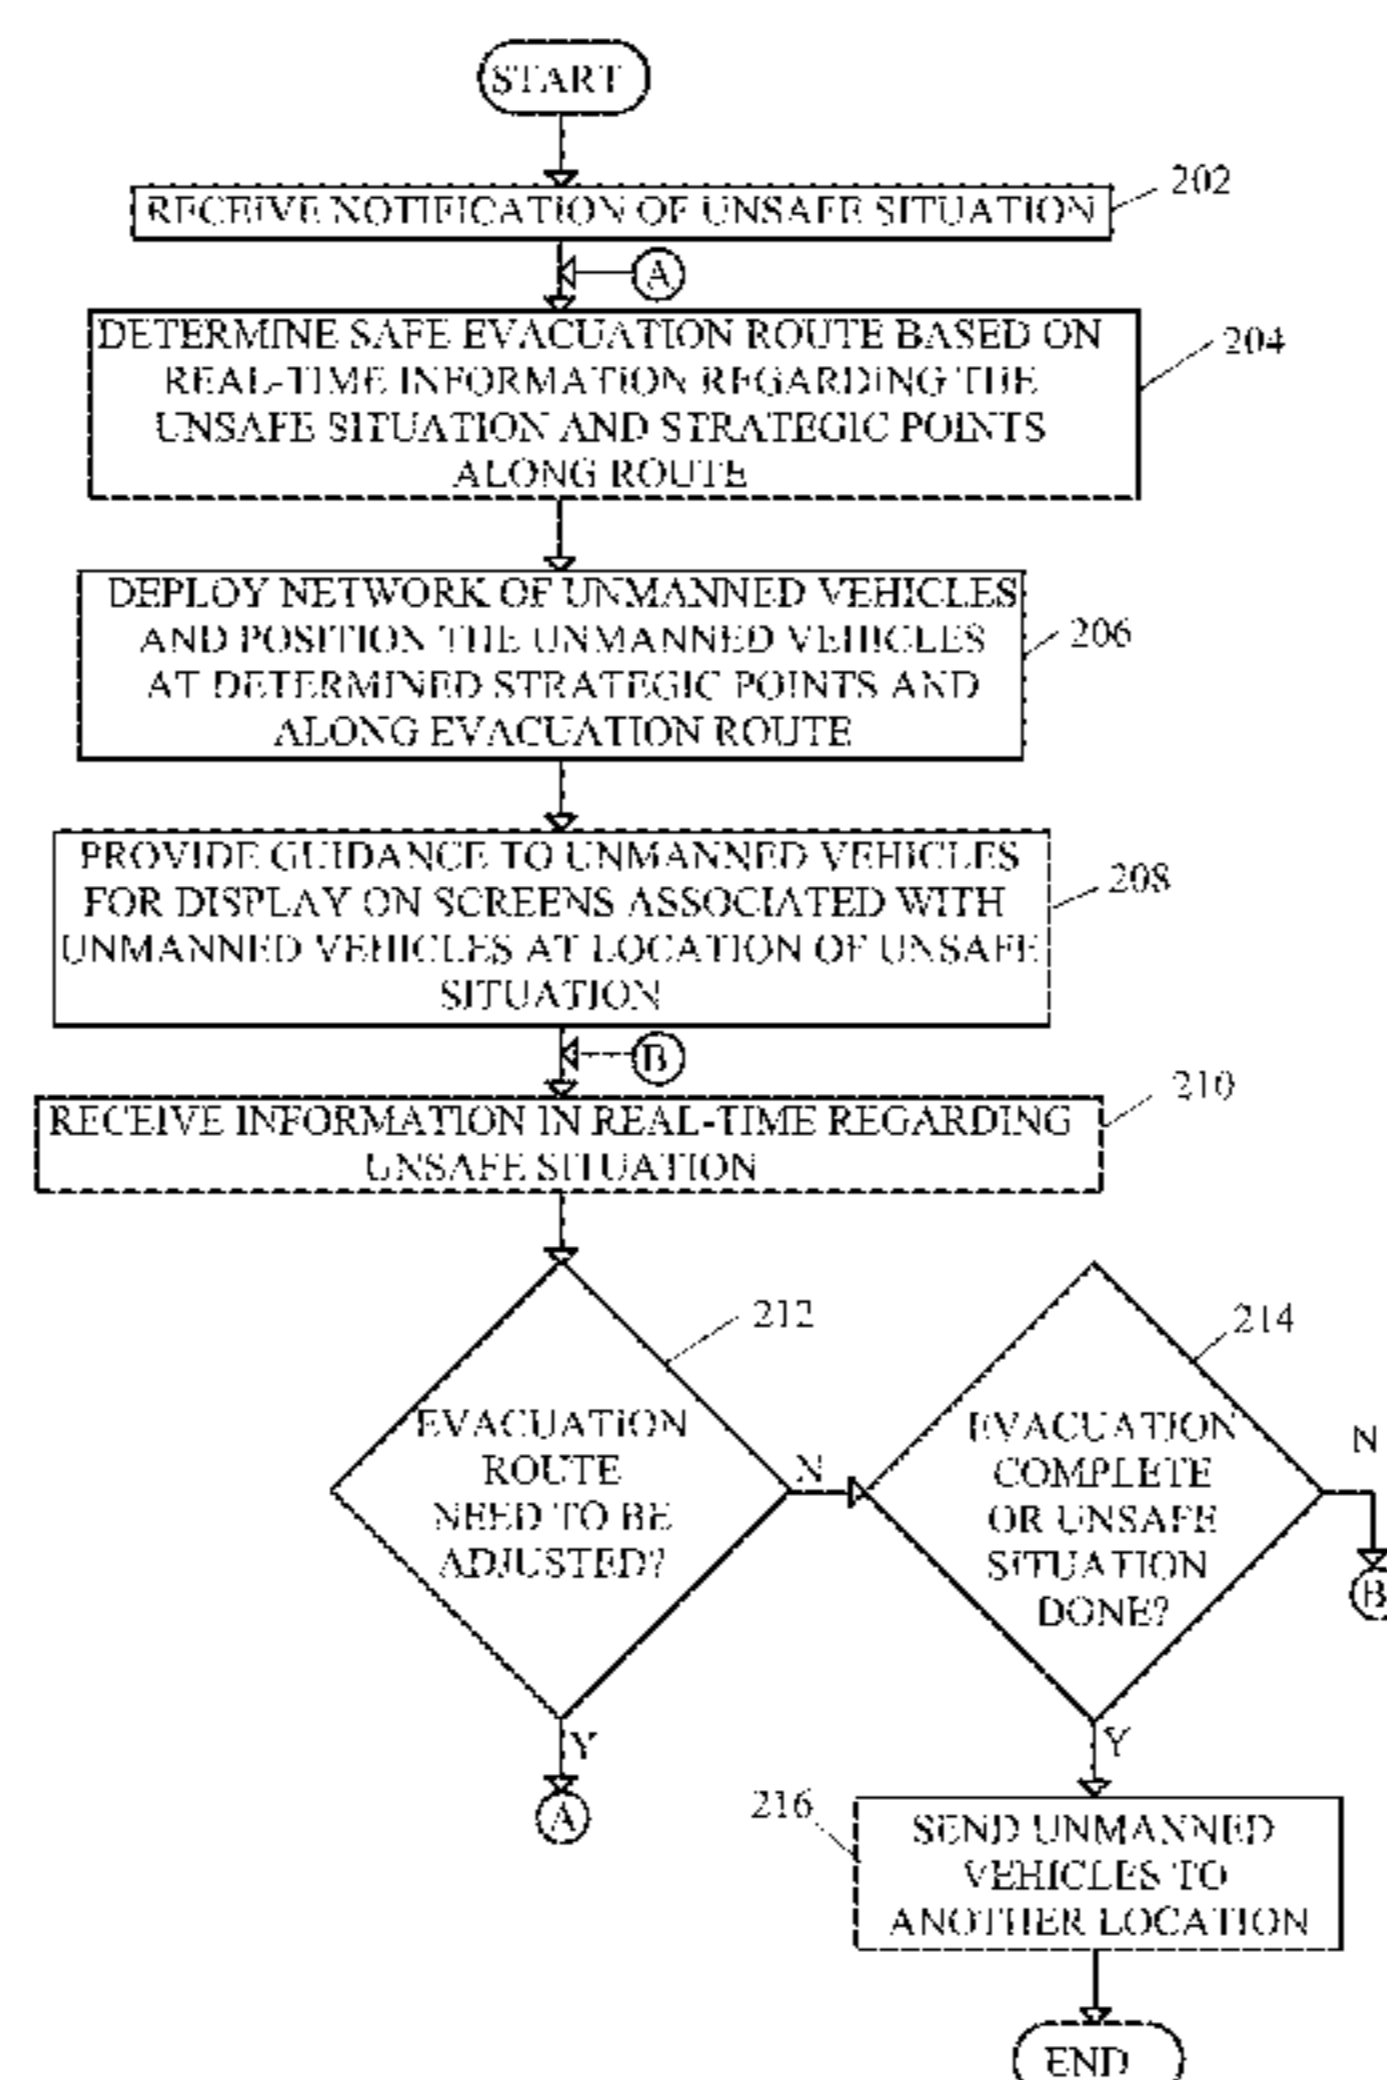 START
RECEIVE NOTIFICATION OF UNSAFE SITUATION
202
A
DETERMINE SAFE EVACUATION ROUTE BASED ON
REAL-TIME INFORMATION REGARDING THE
UNSAFE SITUATION AND STRATEGIC POINTS
ALONG ROUTE
204
DEPLOY NETWORK OF UNMANNED VEHICLES
AND POSITION THE UNMANNED VEHICLES
AT DETERMINED STRATEGIC POINTS AND
ALONG EVACUATION ROUTE
206
PROVIDE GUIDANCE TO UNMANNED VEHICLES
FOR DISPLAY ON SCREENS ASSOCIATED WITH
UNMANNED VEHICLES AT LOCATION OF UNSAFE
SITUATION
208
B
RECEIVE INFORMATION IN REAL-TIME REGARDING
UNSAFE SITUATION
210
EVACUATION
ROUTE
NEED TO BE
ADJUSTED?
212
N
Y
A
EVACUATION
COMPLETE
OR UNSAFE
SITUATION
DONE?
214
N
B
Y
SEND UNMANNED
VEHICLES TO
ANOTHER LOCATION
216
END